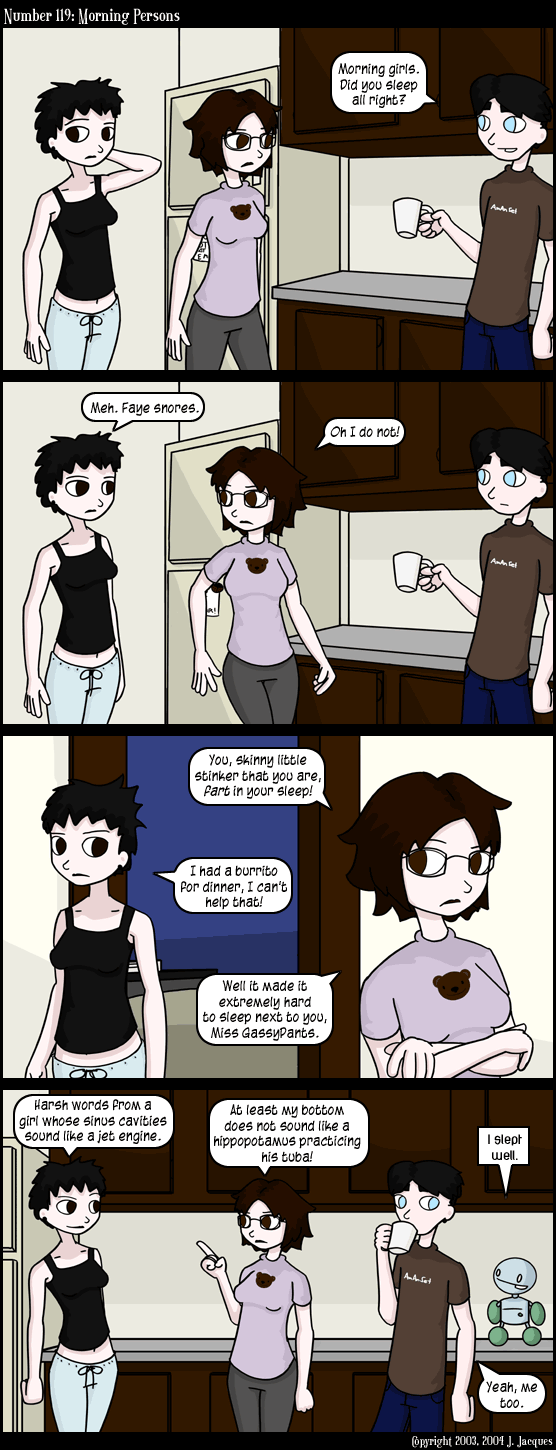 Number 119: Morning Persons
Morning girls.
Did you sleep
all right?
AmAnSet
Meh. Faye snores.
Oh I do not!
AmAnSet
You, skinny little
stinker that you are,
fart in your sleep!
I had a burrito
for dinner, I can't
help that!
Well it made it
extremely hard
to sleep next to you,
Miss GassyPants.
Harsh words from a
girl whose sinus cavities
sound like a jet engine.
At least my bottom
does not sound like a
hippopotamus practicing
his tuba!
I slept
well.
AmAnSet
Yeah, me
too.
Copyright 2003, 2004 J. Jacques